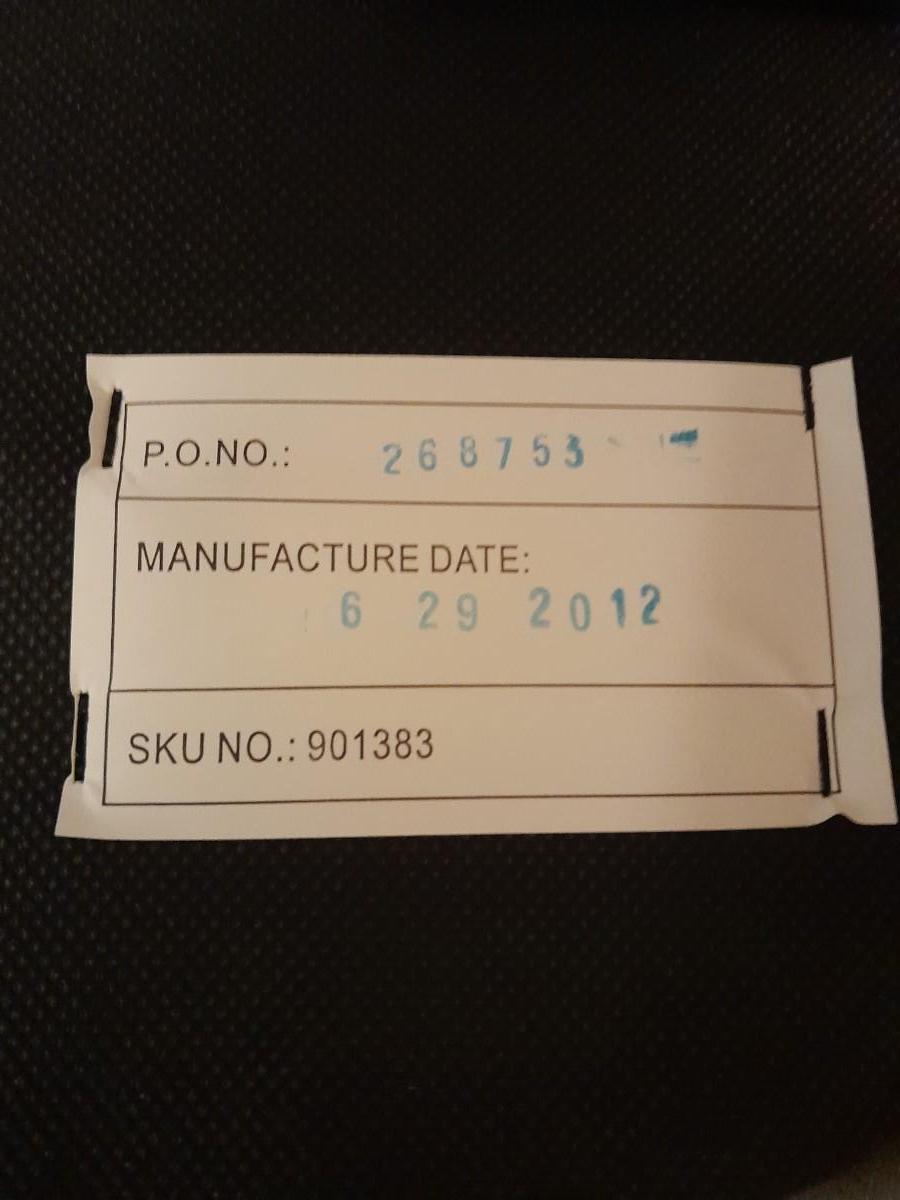 P.O.NO.: 268753
MANUFACTURE DATE:
6 29 2012
SKU NO.: 901383